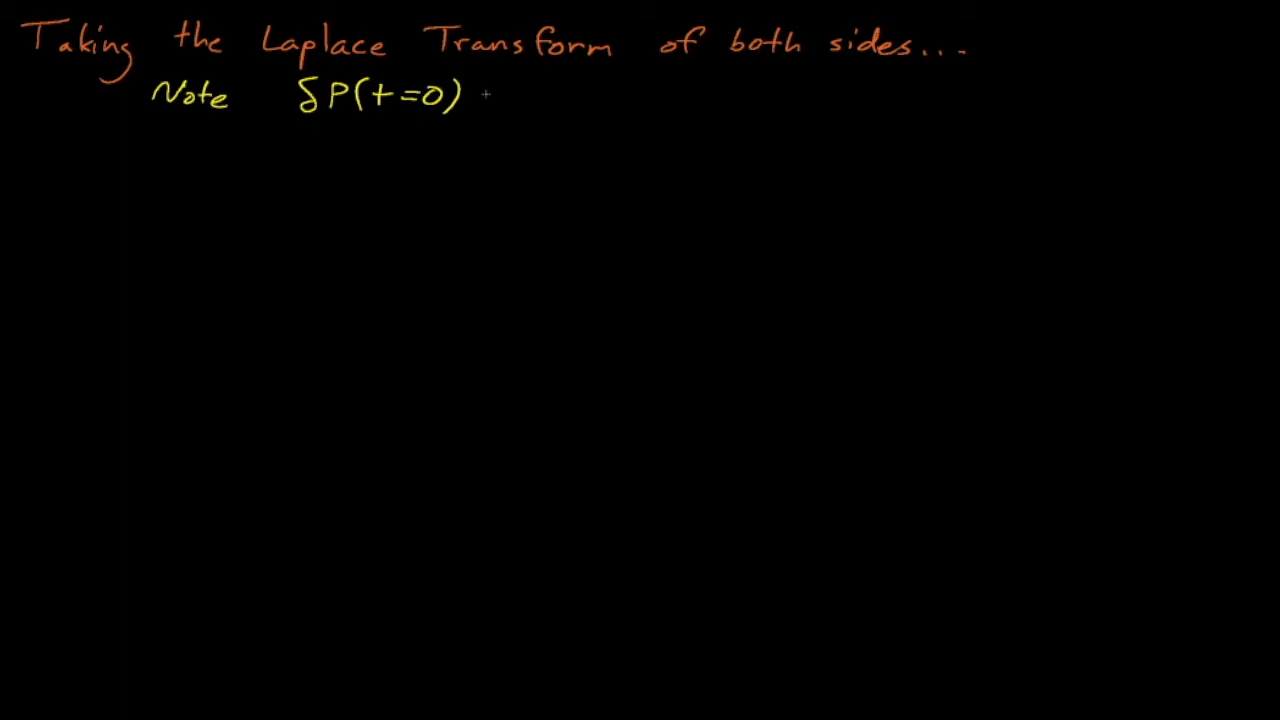 Taking the Laplace Transform of both sides...
Note δP(t=0)